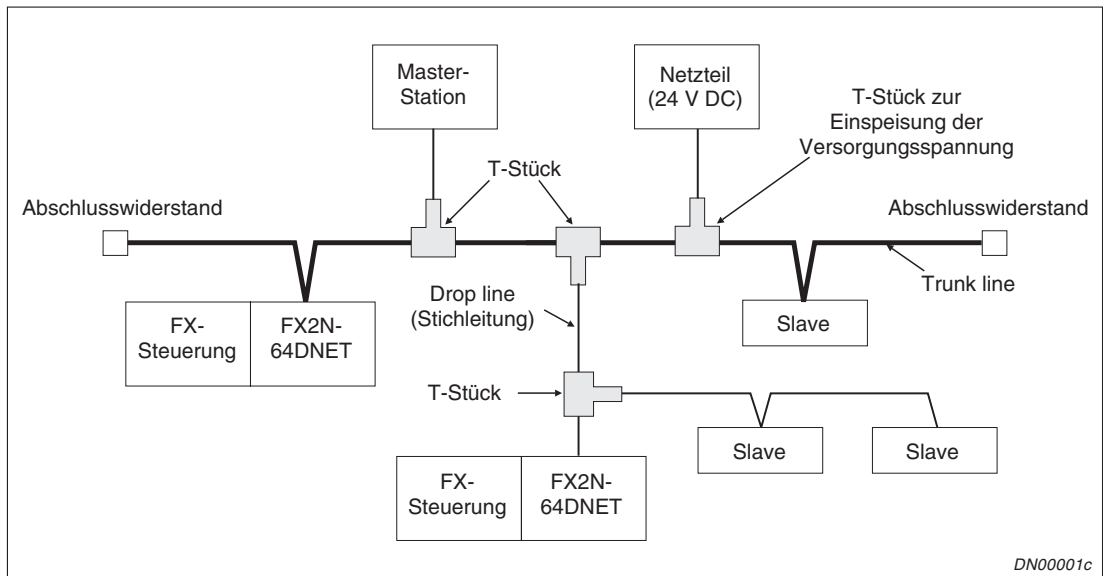 Master-
Station
Netzteil
(24 V DC)
T-Stück zur
Einspeisung der
Versorgungsspannung
T-Stück
Abschlusswiderstand
Abschlusswiderstand
Trunk line
Drop line
(Stichleitung)
FX-
Steuerung
FX2N-
64DNET
Slave
T-Stück
Slave
Slave
FX-
Steuerung
FX2N-
64DNET
DN00001c